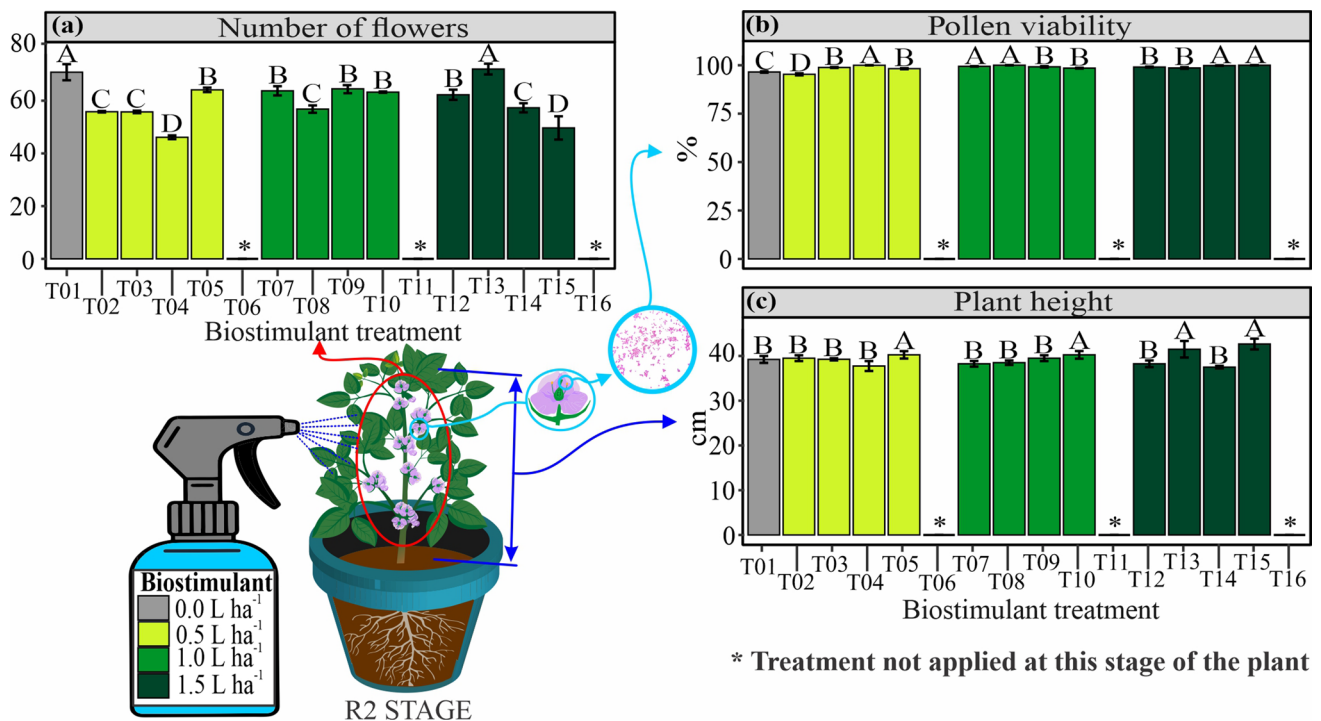 (a) Number of flowers
80
60
40
20
0
A C C D B * B C B B * B A C D *
T01 T03 T05 T07 T09 T11 T13 T15
T02 T04 T06 T08 T10 T12 T14 T16
Biostimulant treatment
(b) Pollen viability
100
75
50
25
0
%
C D B A B * A A B B * B B A A *
(c) Plant height
40
30
20
10
0
cm
B B B B A * B B B A * B A B A *
T01 T03 T05 T07 T09 T11 T13 T15
T02 T04 T06 T08 T10 T12 T14 T16
Biostimulant treatment
Biostimulant
0.0 L ha⁻¹
0.5 L ha⁻¹
1.0 L ha⁻¹
1.5 L ha⁻¹
R2 STAGE
* Treatment not applied at this stage of the plant